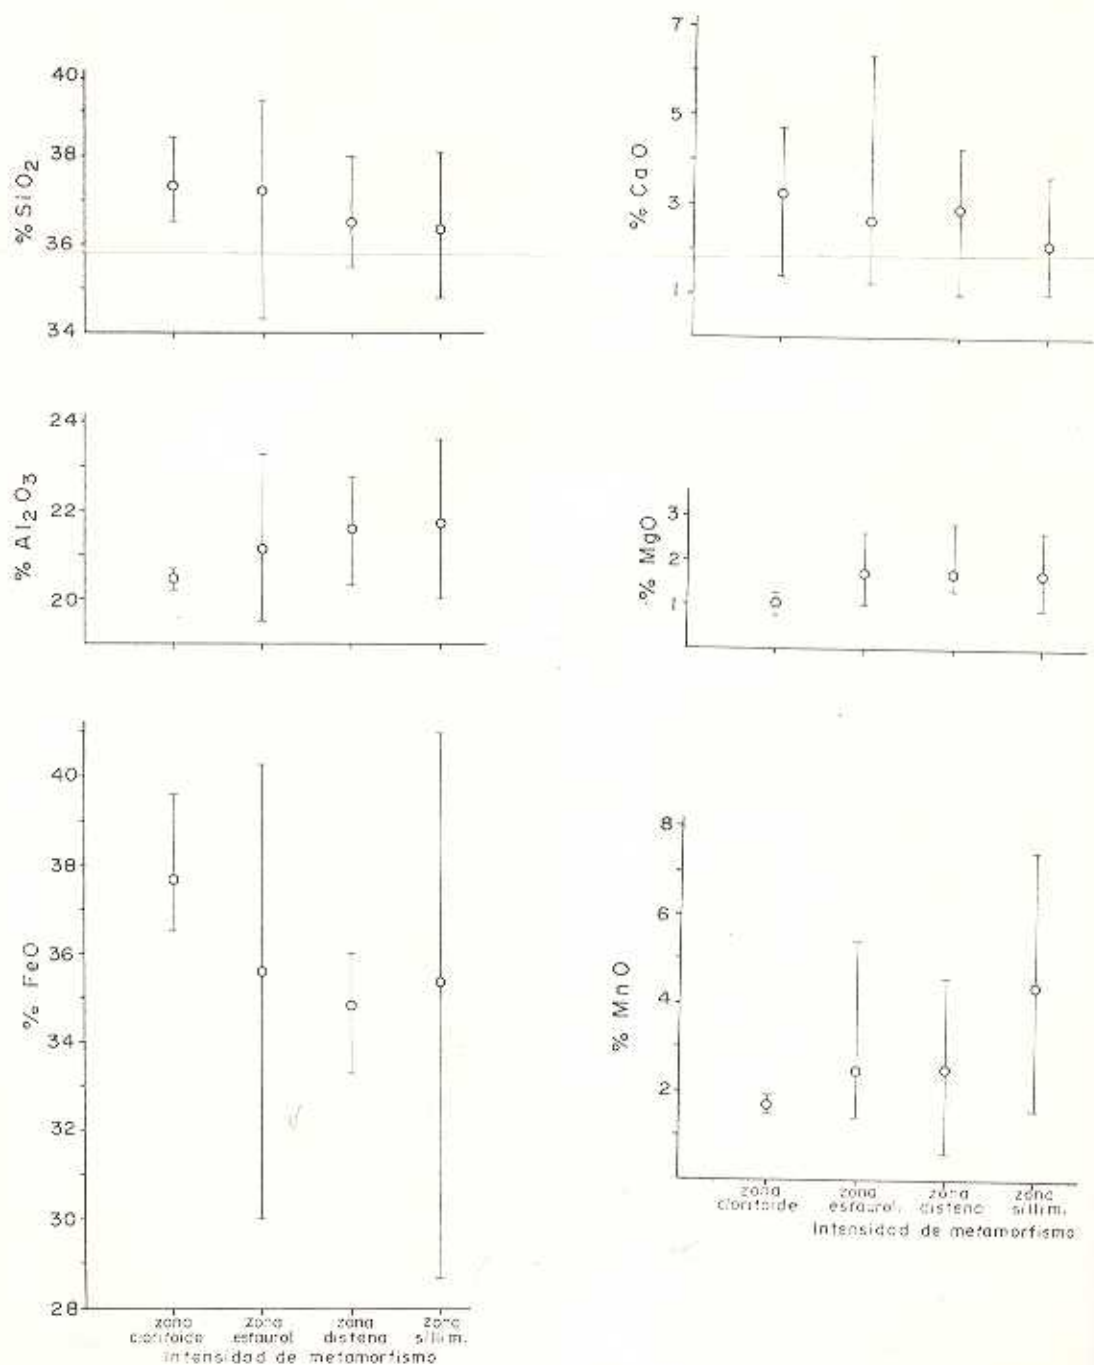 % SiO2
40
38
36
34
% CaO
7
5
3
1
% Al2O3
24
22
20
% MgO
3
2
1
% FeO
40
38
36
34
32
30
28
zona zona zona zona
cloritoide estaurol. distena sillim.
Intensidad de metamorfismo
% MnO
8
6
4
2
zona zona zona zona
cloritoide estaurol. distena sillim.
Intensidad de metamorfismo